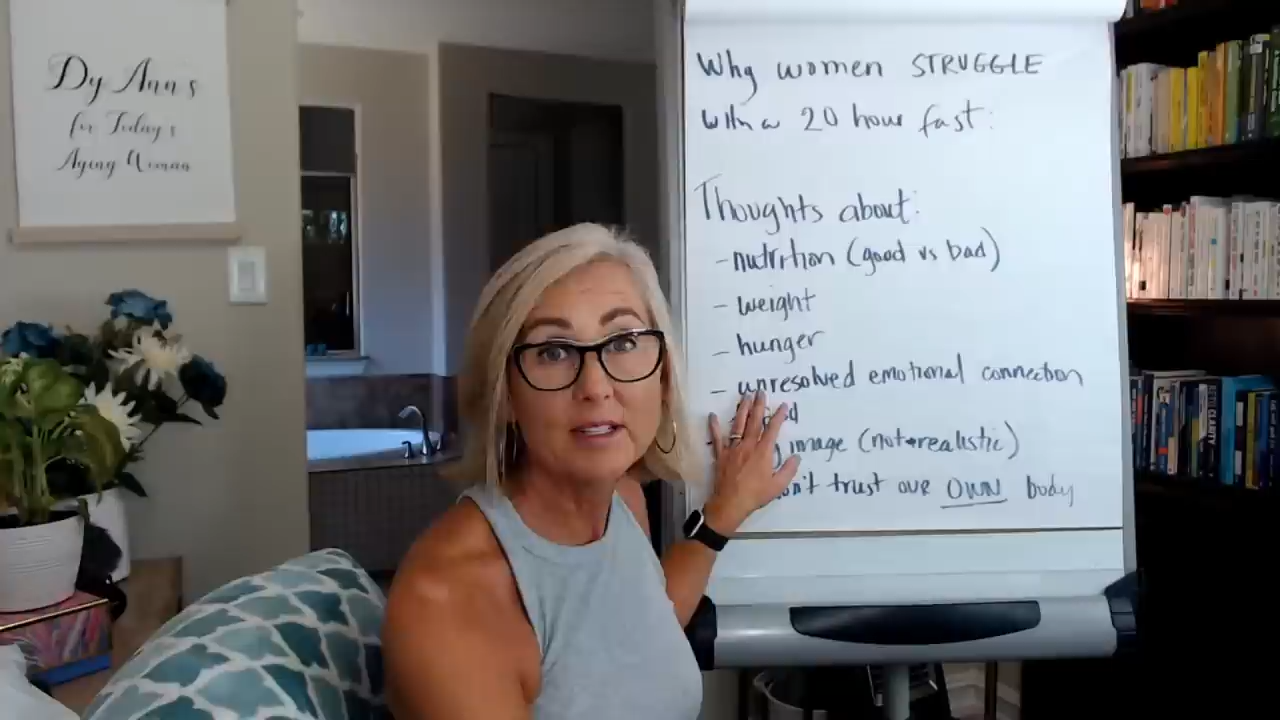 Dy Ann's
for Today's
Aging Woman
Why women STRUGGLE
with a 20 hour fast:
Thoughts about:
- nutrition (good vs bad)
- weight
- hunger
- unresolved emotional connection
image (not realistic)
trust our OWN body
CLARITY